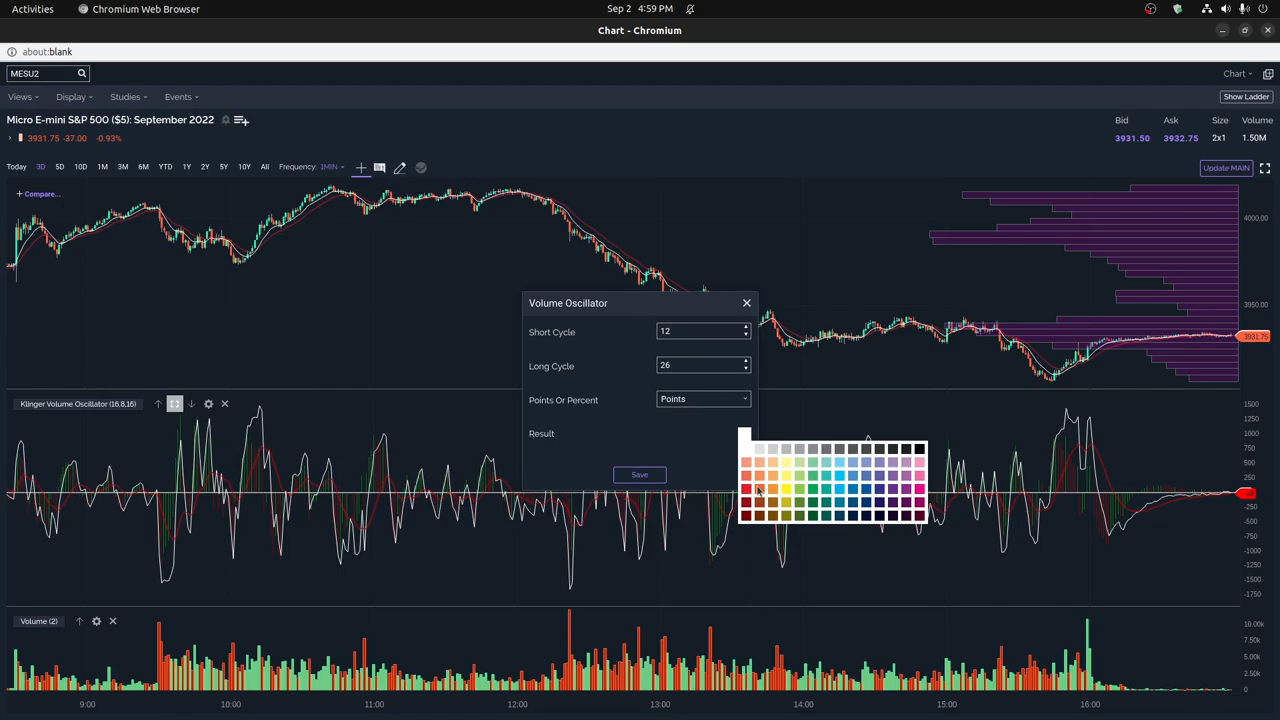 Activities
Chromium Web Browser
Sep 2 4:59 PM
Chart - Chromium
about:blank
MESU2
Chart
Views
Display
Studies
Events
Show Ladder
Micro E-mini S&P 500 ($5): September 2022
Bid
Ask
Size
Volume
3931.75 -37.00 -0.93%
3931.50
3932.75
2x1
1.50M
Today
3D
5D
10D
1M
3M
6M
YTD
1Y
2Y
5Y
10Y
All
Frequency: 1MIN
Update MAIN
Compare...
4000.00
3950.00
3931.75
Volume Oscillator
Short Cycle
12
Long Cycle
26
Points Or Percent
Points
Result
Save
Klinger Volume Oscillator (16,8,16)
1500
1250
1000
750
500
250
-18
-250
-500
-750
-1000
-1250
-1500
-1750
Volume (2)
10.00k
7.50k
5.00k
2.50k
0
9:00
10:00
11:00
12:00
13:00
14:00
15:00
16:00